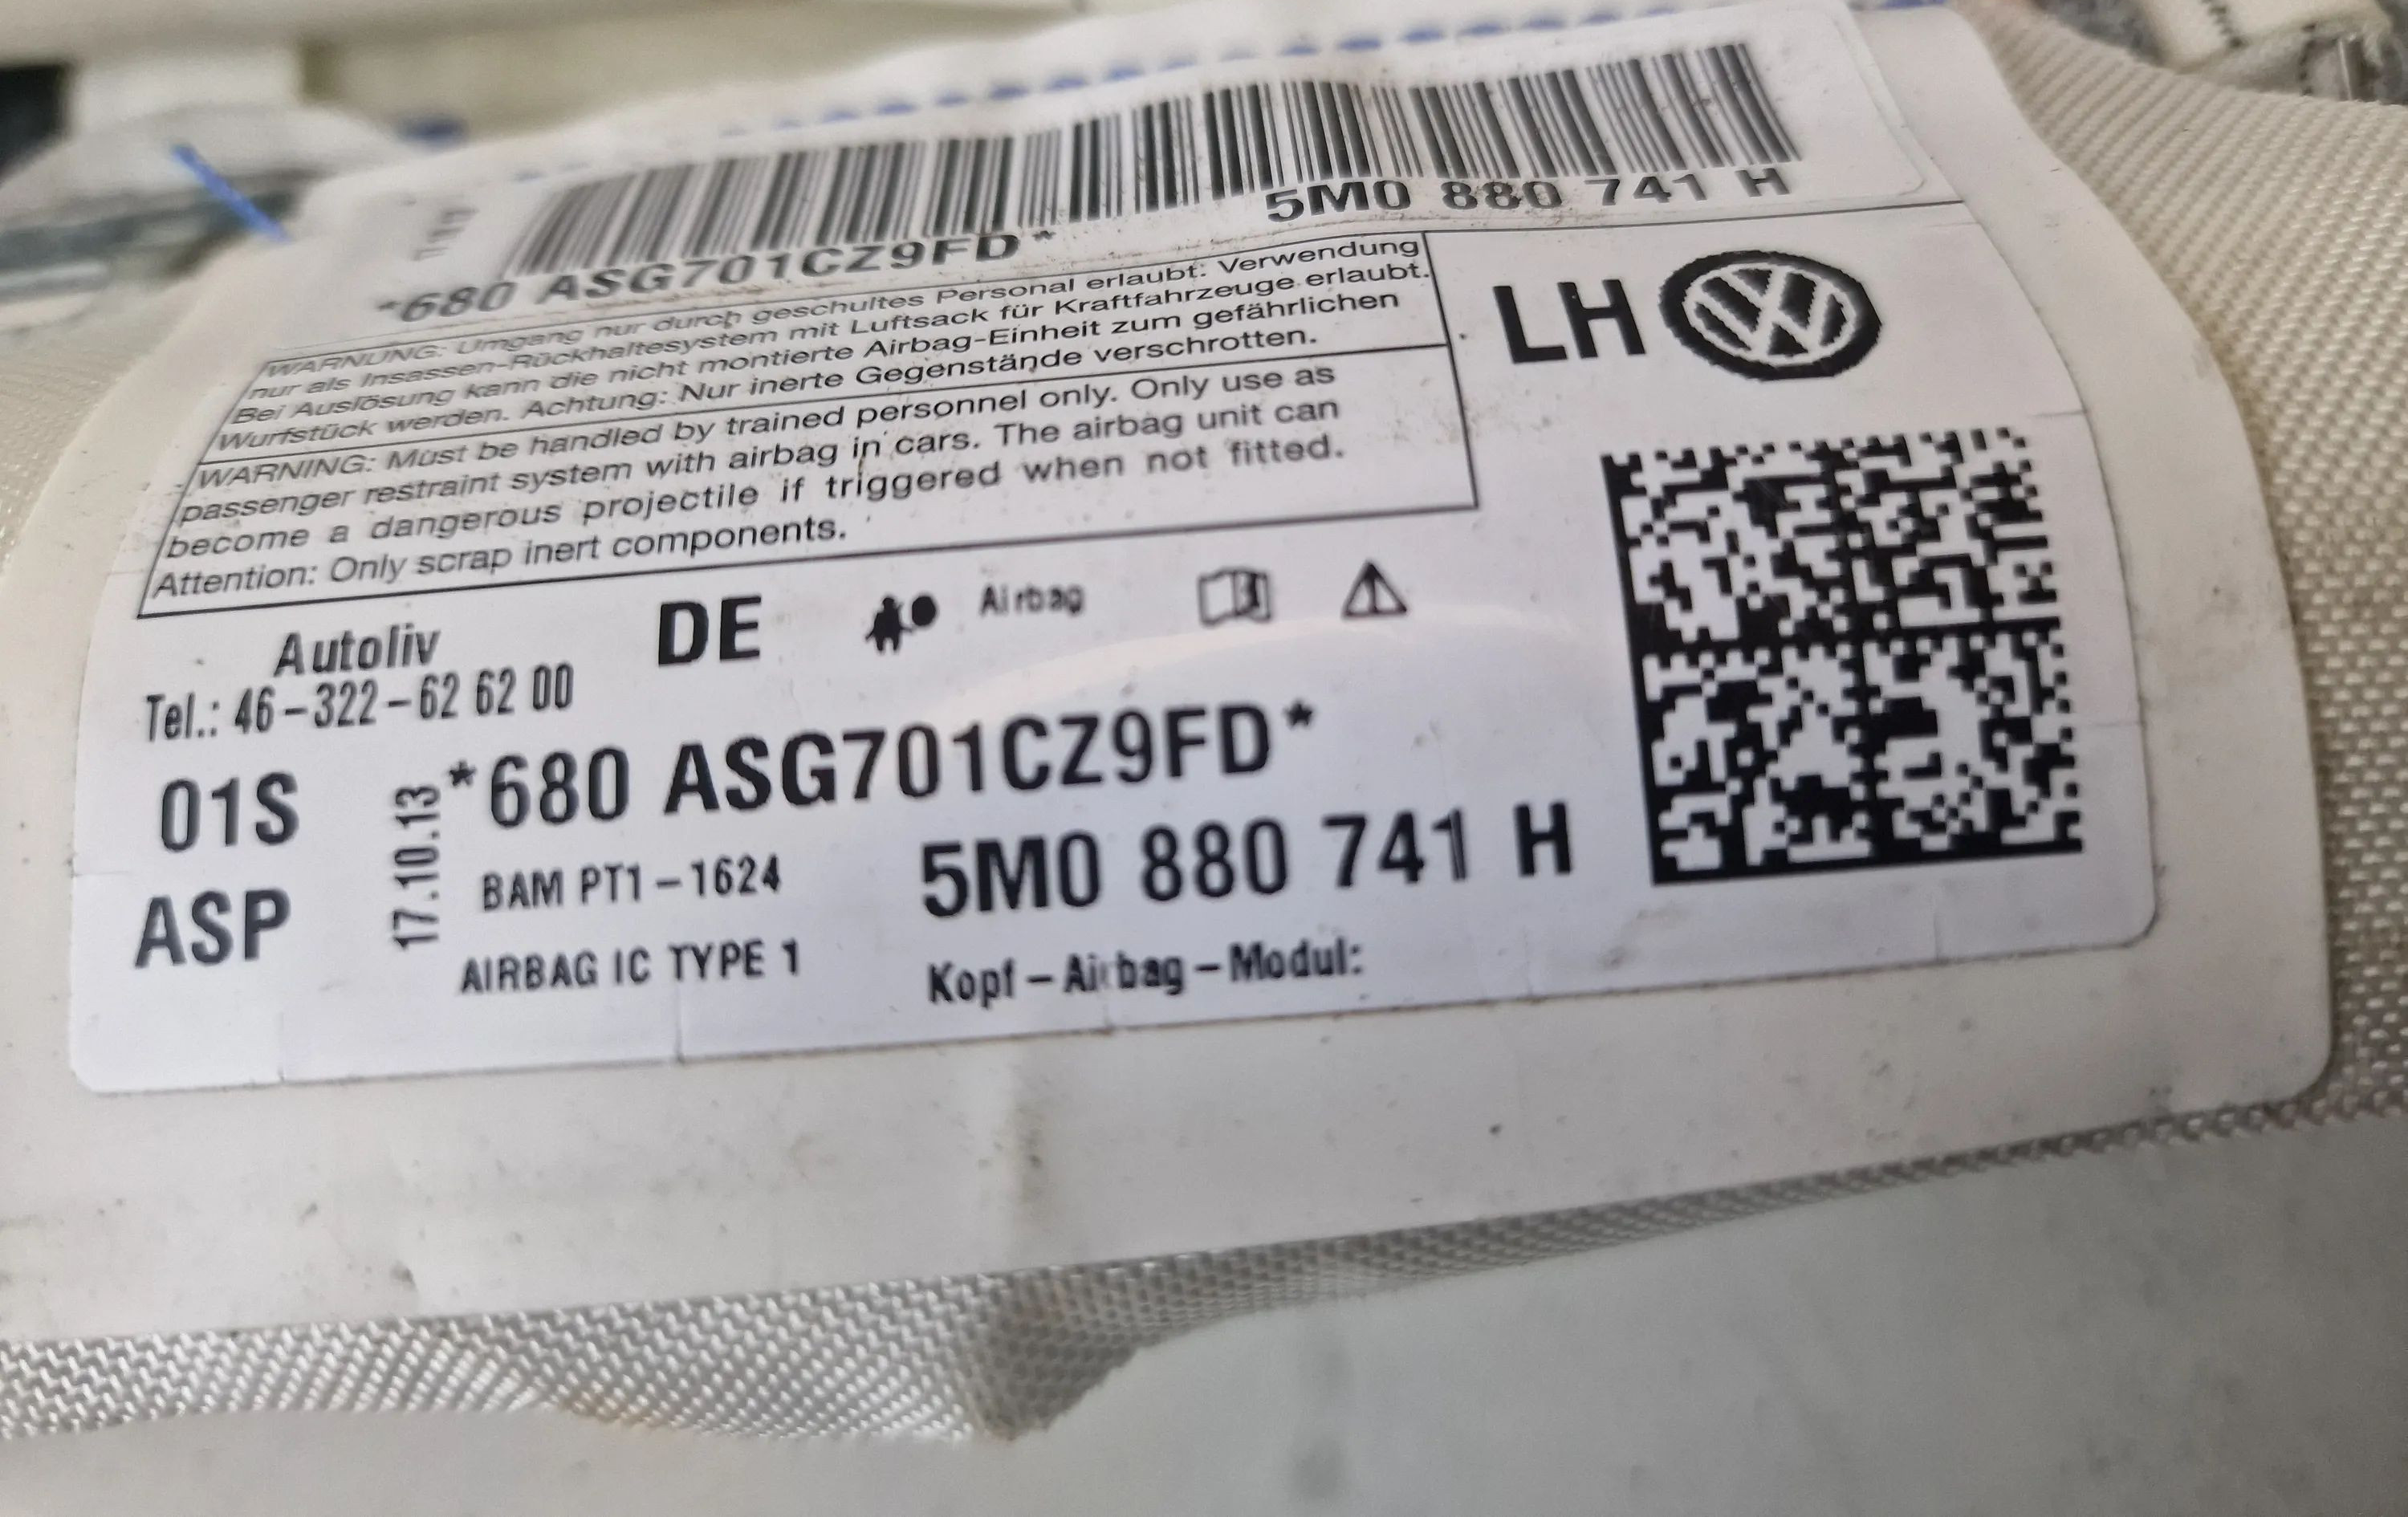 5M0 880 741 H
*680 ASG701CZ9FD*
WARNUNG: Umgang nur durch geschultes Personal erlaubt: Verwendung
nur als Insassen-Rückhaltesystem mit Luftsack für Kraftfahrzeuge erlaubt.
Bei Auslösung kann die nicht montierte Airbag-Einheit zum gefährlichen
Wurfstück werden. Achtung: Nur inerte Gegenstände verschrotten.
LH
WARNING: Must be handled by trained personnel only. Only use as
passenger restraint system with airbag in cars. The airbag unit can
become a dangerous projectile if triggered when not fitted.
Attention: Only scrap inert components.
Autoliv
DE
Airbag
Tel.: 46-322-62 62 00
01S
17.10.13
*680 ASG701CZ9FD*
ASP
BAM PT1-1624
5M0 880 741 H
AIRBAG IC TYPE 1
Kopf-Airbag-Modul: